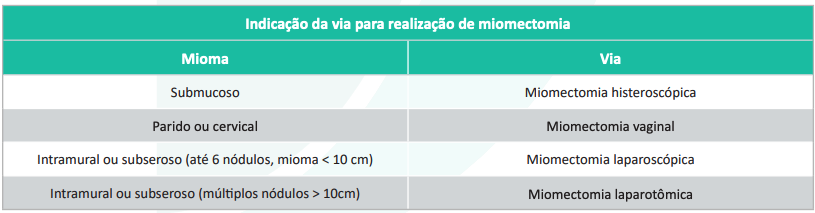 Indicação da via para realização de miomectomia
Mioma Via
Submucoso Miomectomia histeroscópica
Parido ou cervical Miomectomia vaginal
Intramural ou subseroso (até 6 nódulos, mioma < 10 cm) Miomectomia laparoscópica
Intramural ou subseroso (múltiplos nódulos > 10cm) Miomectomia laparotômica